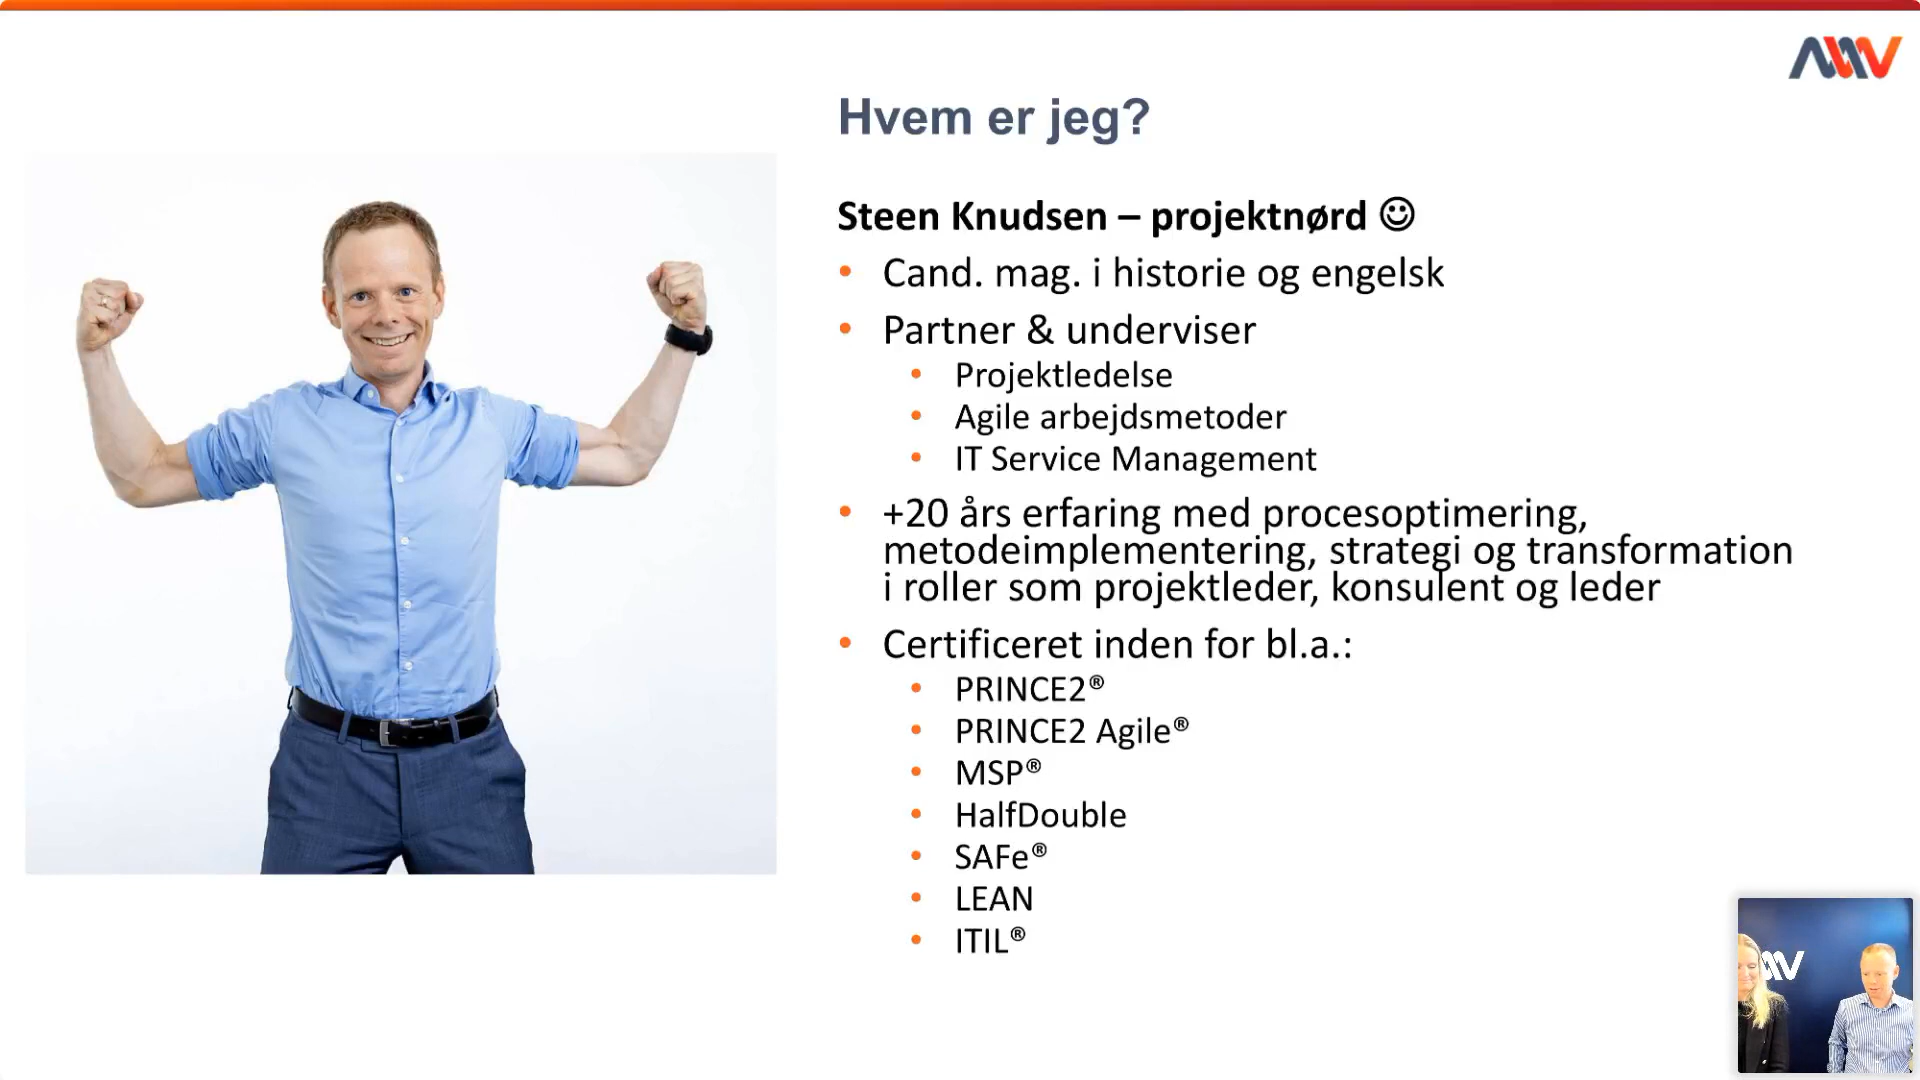 Hvem er jeg?
Steen Knudsen – projektnørd ☺
• Cand. mag. i historie og engelsk
• Partner & underviser
• Projektledelse
• Agile arbejdsmetoder
• IT Service Management
• +20 års erfaring med procesoptimering,
metodeimplementering, strategi og transformation
i roller som projektleder, konsulent og leder
• Certificeret inden for bl.a.:
• PRINCE2®
• PRINCE2 Agile®
• MSP®
• HalfDouble
• SAFe®
• LEAN
• ITIL®